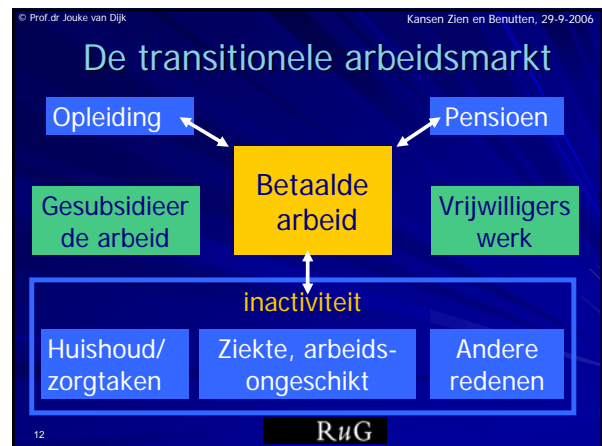 © Prof.dr Jouke van Dijk
Kansen Zien en Benutten, 29-9-2006
De transitionele arbeidsmarkt
Opleiding
Pensioen
Betaalde
arbeid
Gesubsidieer
de arbeid
Vrijwilligers
werk
inactiviteit
Huishoud/
zorgtaken
Ziekte, arbeids-
ongeschikt
Andere
redenen
12
RuG